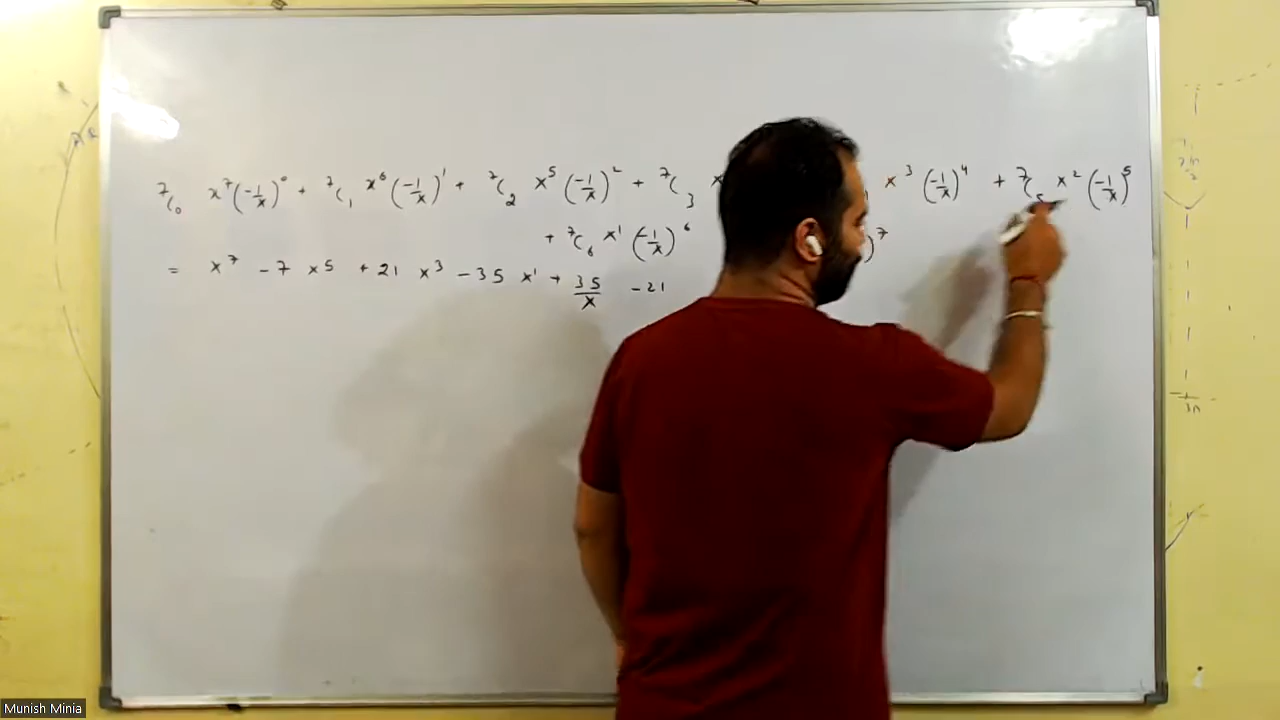 ⁷C₀ x⁷(-1/x)⁰ + ⁷C₁ x⁶(-1/x)¹ + ⁷C₂ x⁵(-1/x)² + ⁷C₃ x x³(-1/x)⁴ + ⁷C₅ x²(-1/x)⁵
+ ⁷C₆ x¹(-1/x)⁶ )⁷
= x⁷ - 7 x⁵ + 21 x³ - 35 x¹ + 35/x - 21
Munish Minia